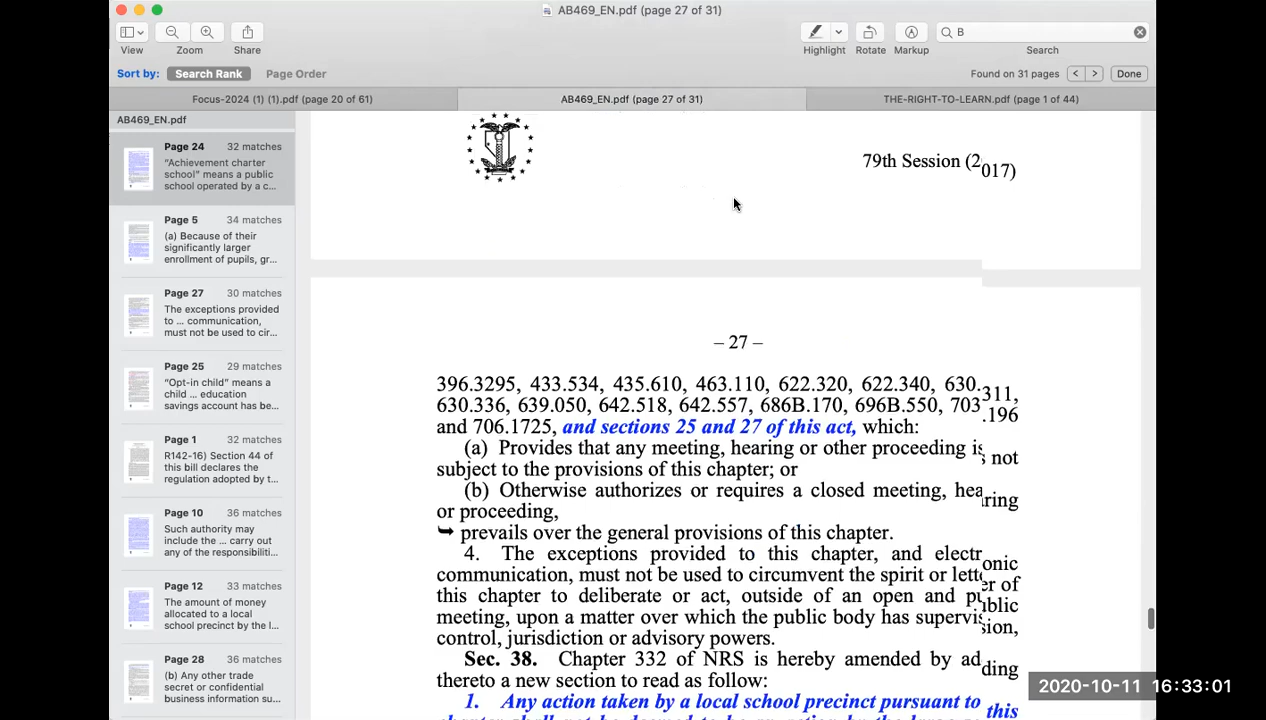 AB469_EN.pdf (page 27 of 31)
View
Zoom
Share
Highlight
Rotate
Markup
B
Search
Sort by:
Search Rank
Page Order
Found on 31 pages
Done
Focus-2024 (1) (1).pdf (page 20 of 61)
AB469_EN.pdf (page 27 of 31)
THE-RIGHT-TO-LEARN.pdf (page 1 of 44)
AB469_EN.pdf
Page 24 32 matches
“Achievement charter
school” means a public
school operated by a c...
Page 5 34 matches
(a) Because of their
significantly larger
enrollment of pupils, gr...
Page 27 30 matches
The exceptions provided
to ... communication,
must not be used to cir...
Page 25 29 matches
“Opt-in child” means a
child ... education
savings account has be...
Page 1 32 matches
R142-16) Section 44 of
this bill declares the
regulation adopted by t...
Page 10 36 matches
Such authority may
include the ... carry out
any of the responsibiliti...
Page 12 33 matches
The amount of money
allocated to a local
school precinct by the l...
Page 28 36 matches
(b) Any other trade
secret or confidential
business information su...
79th Session (2017)
– 27 –
396.3295, 433.534, 435.610, 463.110, 622.320, 622.340, 630.311,
630.336, 639.050, 642.518, 642.557, 686B.170, 696B.550, 703.196
and 706.1725, and sections 25 and 27 of this act, which:
(a) Provides that any meeting, hearing or other proceeding is not
subject to the provisions of this chapter; or
(b) Otherwise authorizes or requires a closed meeting, hearing
or proceeding,
➥ prevails over the general provisions of this chapter.
4. The exceptions provided to this chapter, and electronic
communication, must not be used to circumvent the spirit or letter of
this chapter to deliberate or act, outside of an open and public
meeting, upon a matter over which the public body has supervision,
control, jurisdiction or advisory powers.
Sec. 38. Chapter 332 of NRS is hereby amended by adding
thereto a new section to read as follow:
1. Any action taken by a local school precinct pursuant to this
2020-10-11 16:33:01